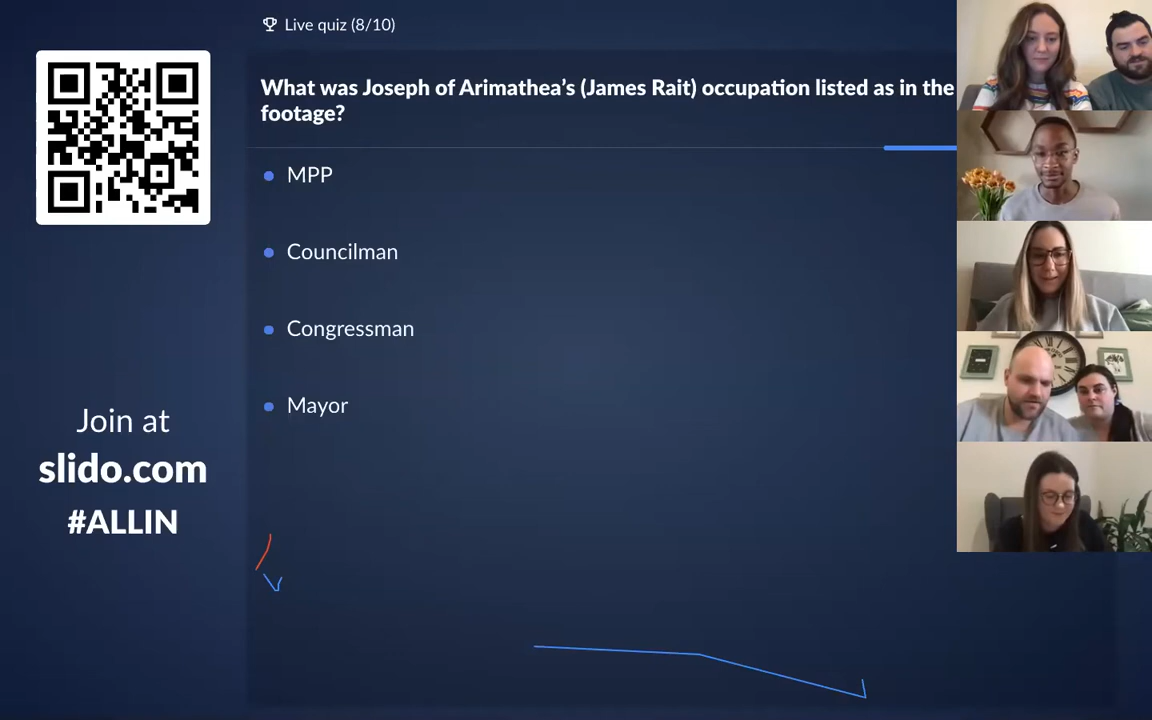 Live quiz (8/10)
What was Joseph of Arimathea’s (James Rait) occupation listed as in the
footage?
MPP
Councilman
Congressman
Mayor
Join at
slido.com
#ALLIN